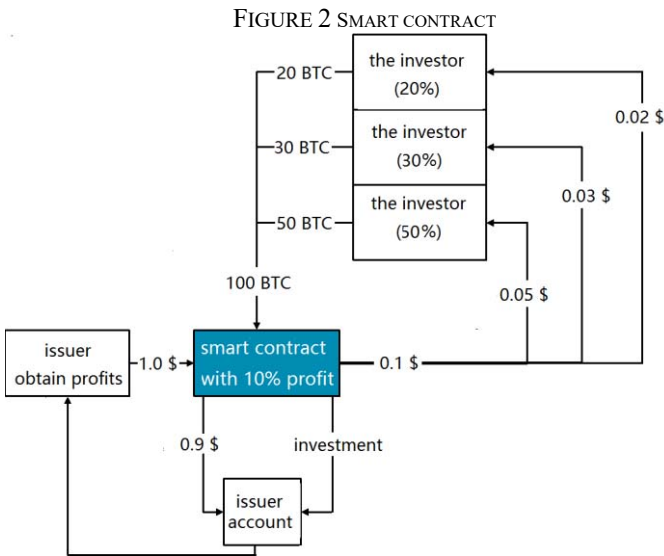 FIGURE 2 SMART CONTRACT
20 BTC
the investor
(20%)
0.02 $
30 BTC
the investor
(30%)
0.03 $
50 BTC
the investor
(50%)
100 BTC
0.05 $
issuer
obtain profits
1.0 $
smart contract
with 10% profit
0.1 $
0.9 $
investment
issuer
account